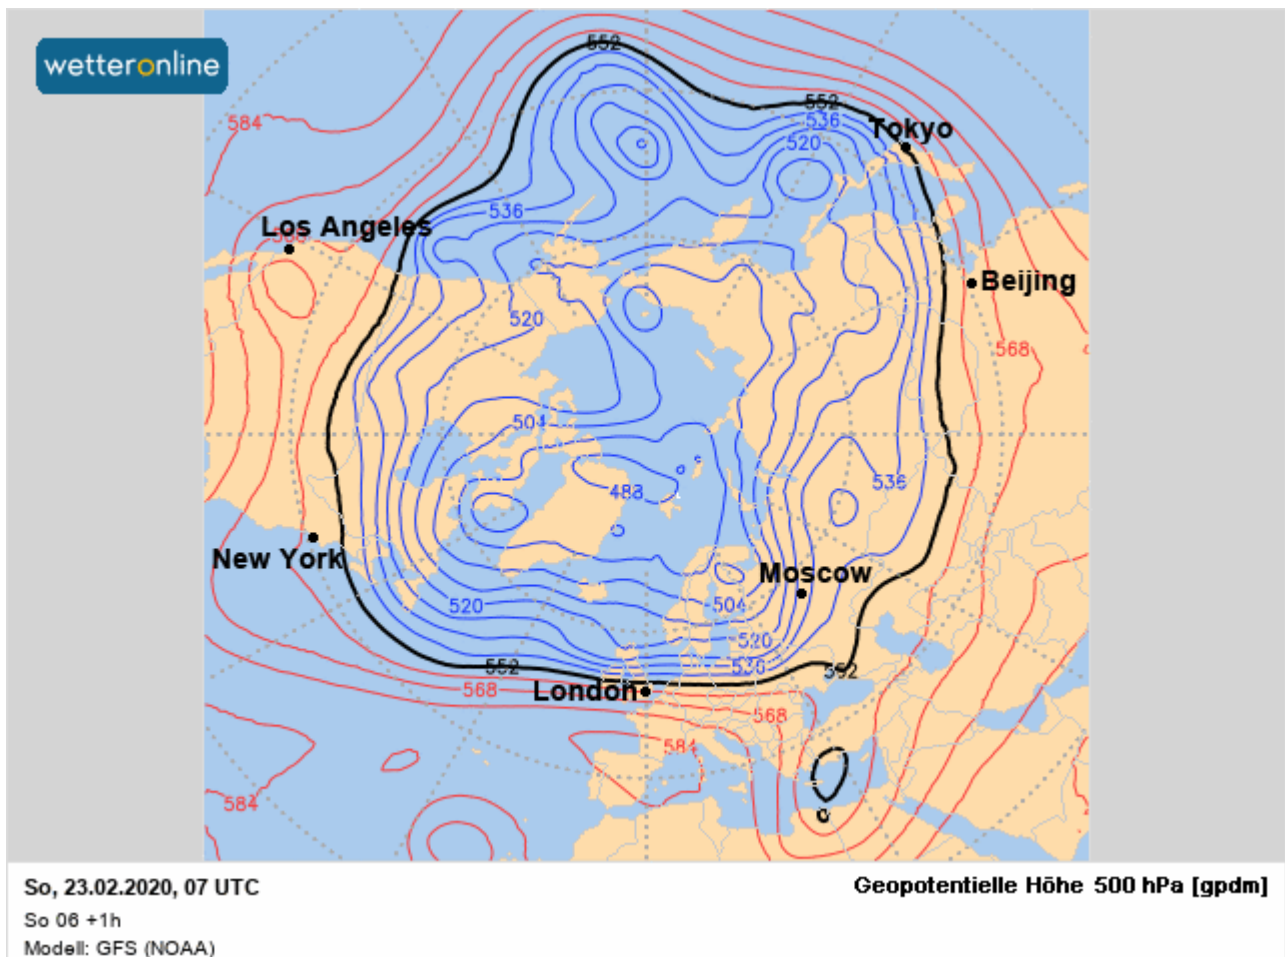 wetteronline
552
552
584
536
Tokyo
520
536
Los Angeles
568
Beijing
520
568
504
536
488
New York
Moscow
520
504
520
552
536
552
568
London
568
584
584
So, 23.02.2020, 07 UTC
Geopotentielle Höhe 500 hPa [gpdm]
So 06 +1h
Modell: GFS (NOAA)